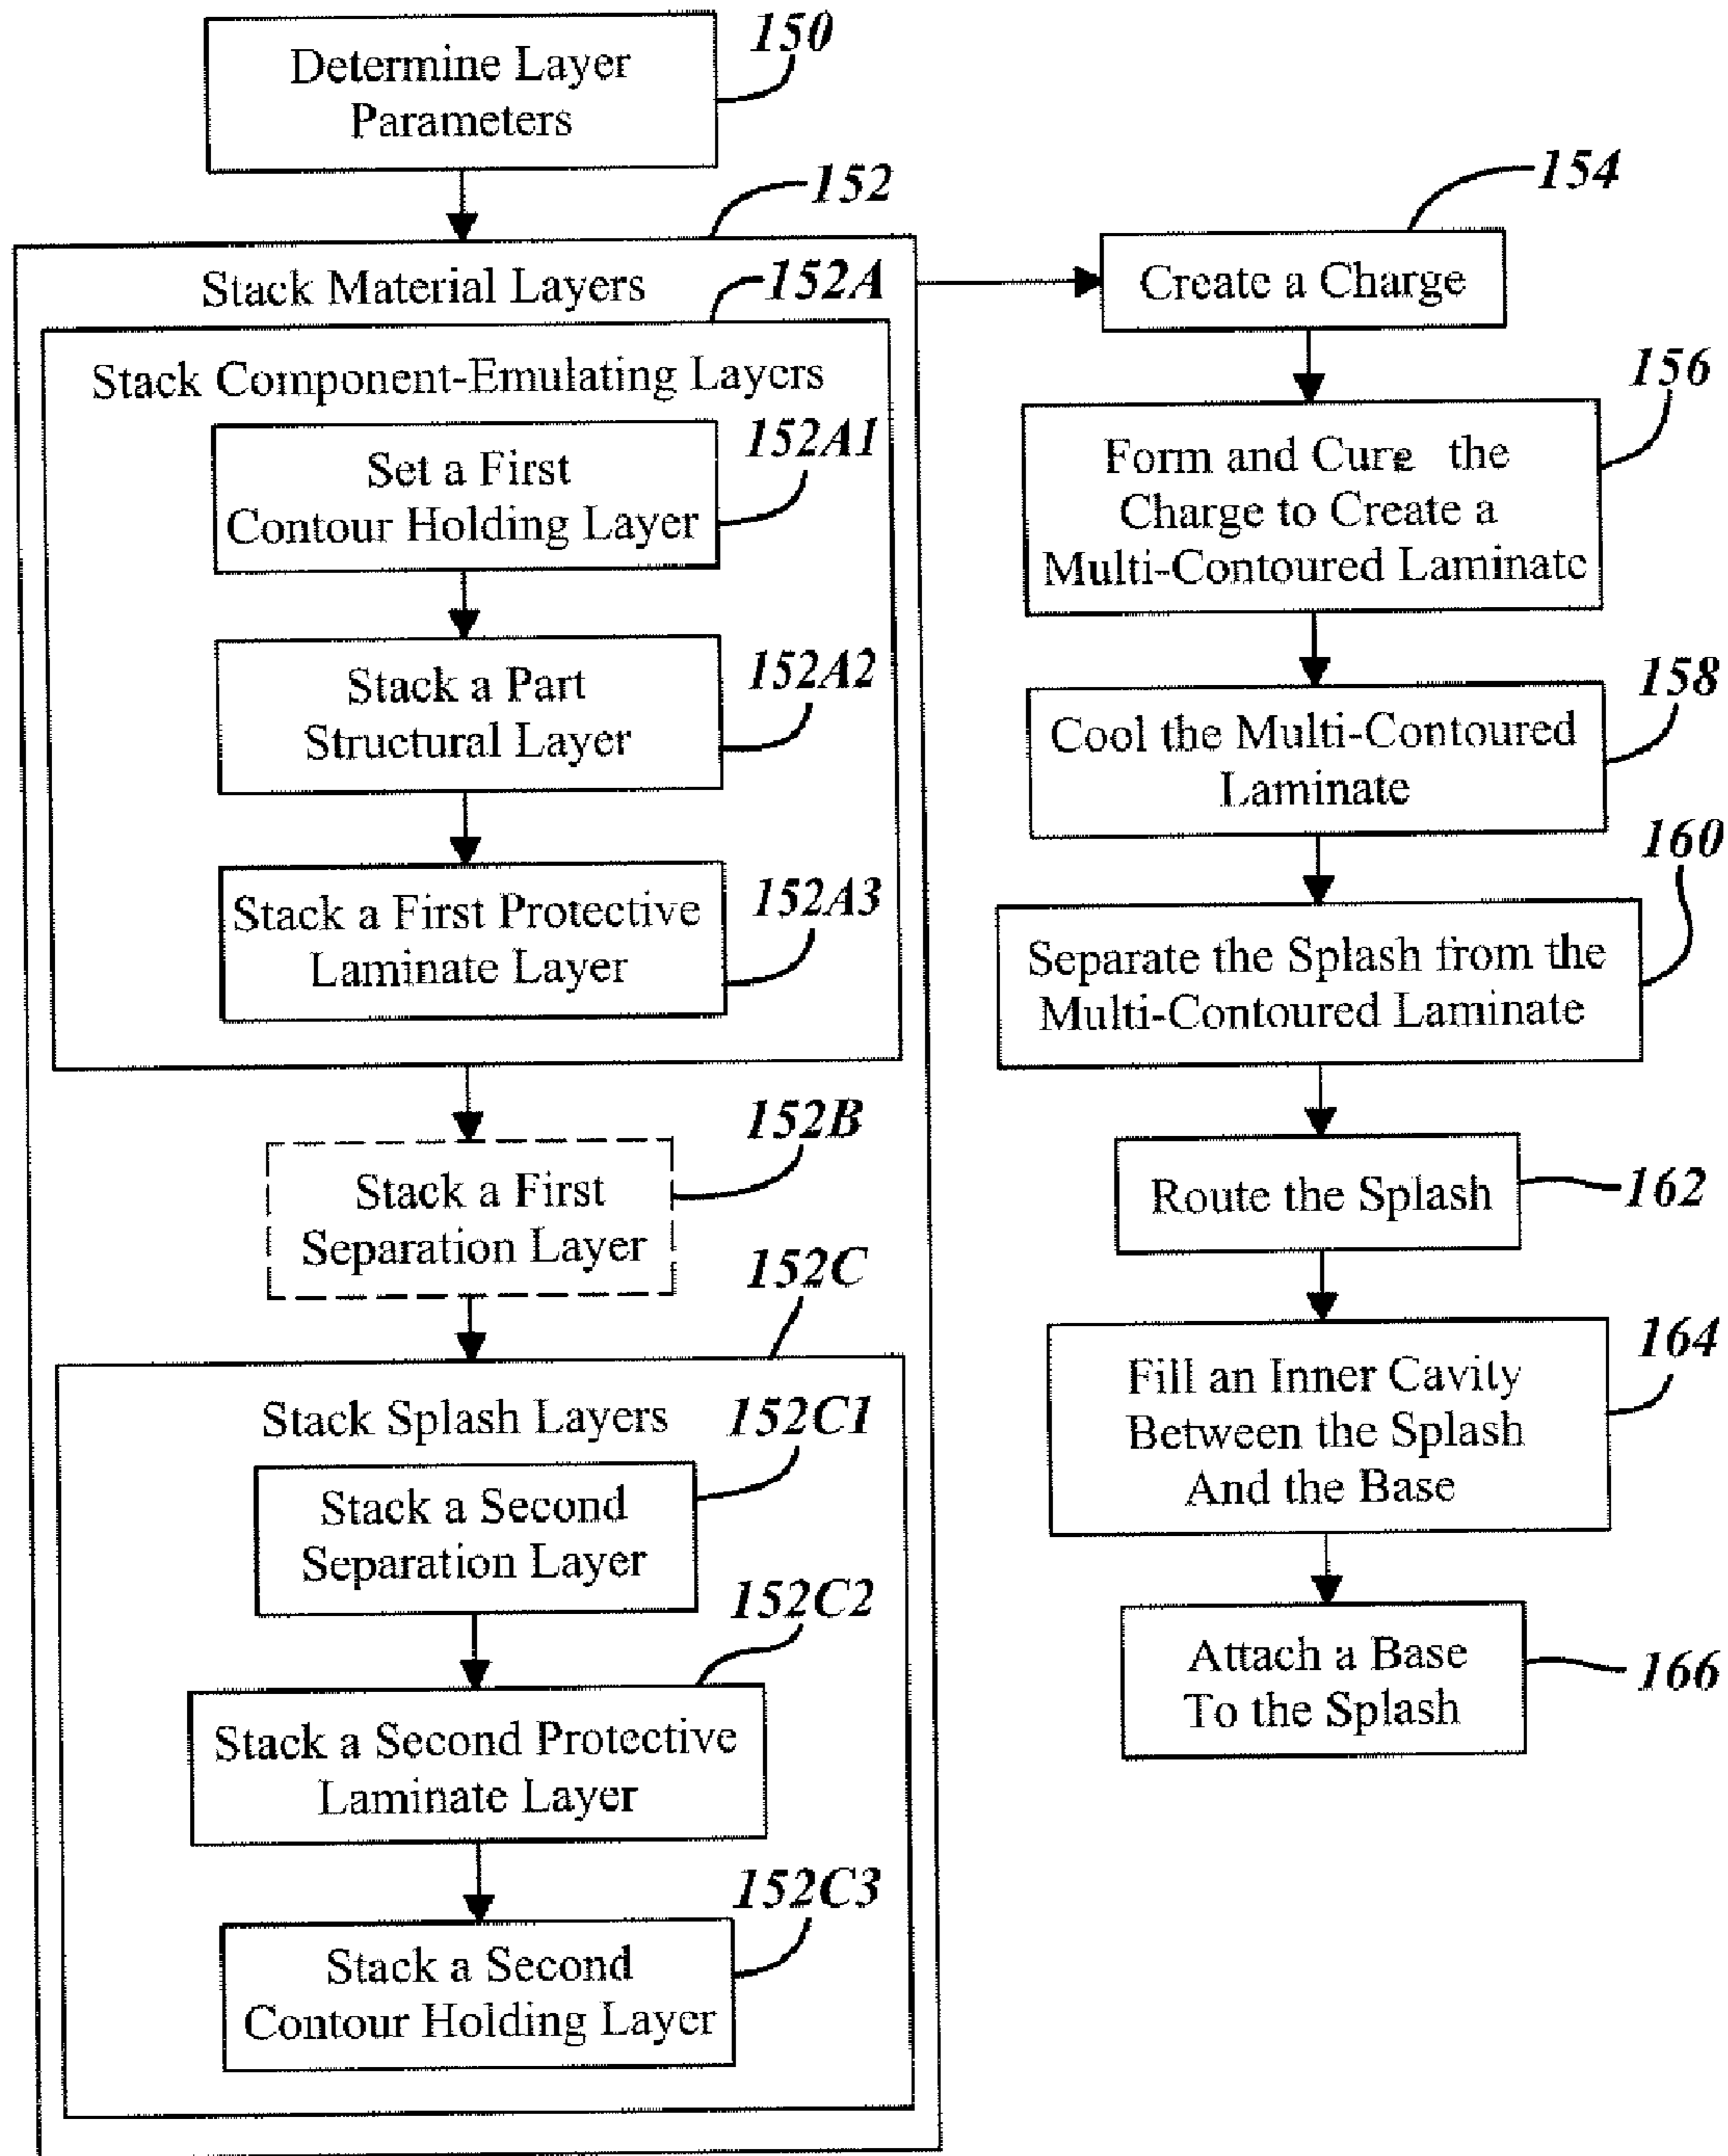 150
Determine Layer
Parameters
152
Stack Material Layers
152A
Stack Component-Emulating Layers
152A1
Set a First
Contour Holding Layer
152A2
Stack a Part
Structural Layer
152A3
Stack a First Protective
Laminate Layer
152B
Stack a First
Separation Layer
152C
Stack Splash Layers
152C1
Stack a Second
Separation Layer
152C2
Stack a Second Protective
Laminate Layer
152C3
Stack a Second
Contour Holding Layer
154
Create a Charge
156
Form and Cure the
Charge to Create a
Multi-Contoured Laminate
158
Cool the Multi-Contoured
Laminate
160
Separate the Splash from the
Multi-Contoured Laminate
Route the Splash
162
164
Fill an Inner Cavity
Between the Splash
And the Base
Attach a Base
To the Splash
166